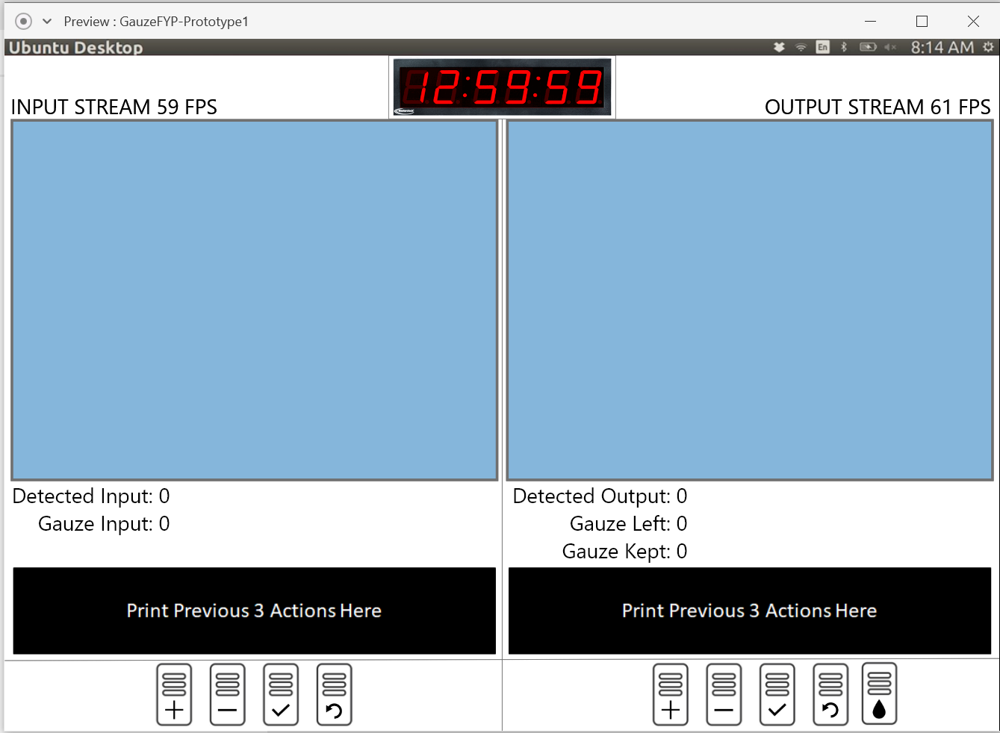 Preview : GauzeFYP-Prototype1
Ubuntu Desktop
En
8:14 AM
12:59:59
INPUT STREAM 59 FPS
OUTPUT STREAM 61 FPS
Detected Input: 0
Gauze Input: 0
Detected Output: 0
Gauze Left: 0
Gauze Kept: 0
Print Previous 3 Actions Here
Print Previous 3 Actions Here